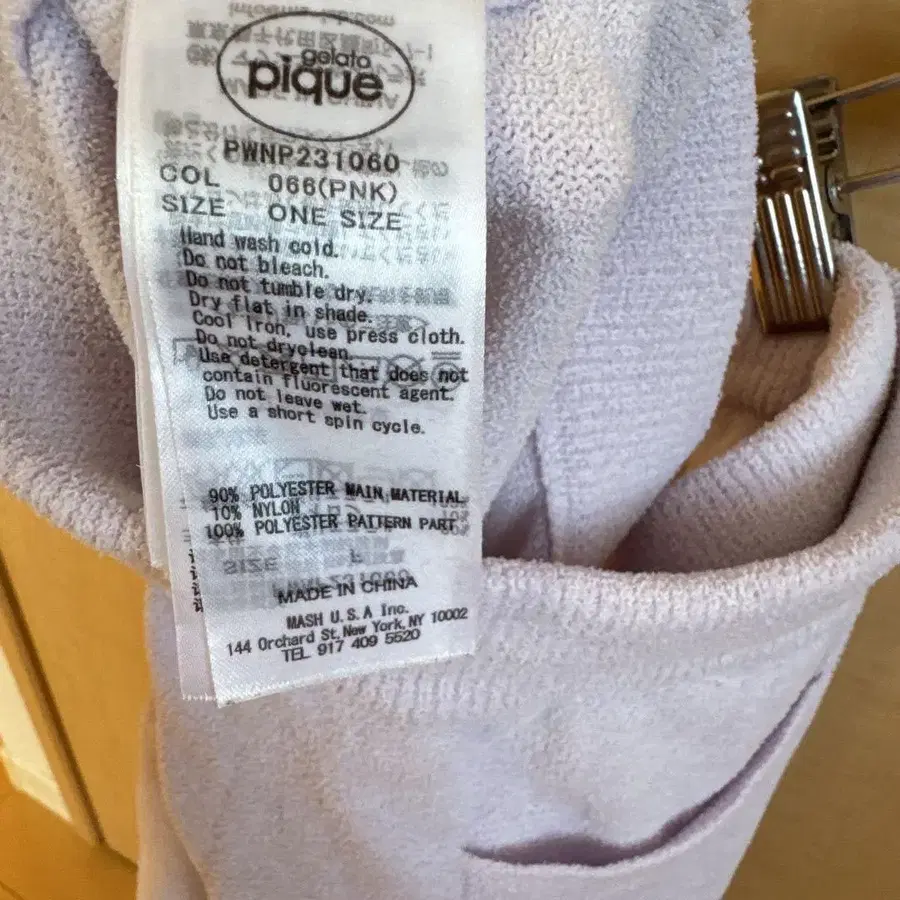 gelato
pique
PWNP231060
COL 066(PNK)
SIZE ONE SIZE
Hand wash cold.
Do not bleach.
Do not tumble dry.
Dry flat in shade.
Cool iron, use press cloth.
Do not dryclean.
Use detergent that does not
contain fluorescent agent.
Do not leave wet.
Use a short spin cycle.
90% POLYESTER MAIN MATERIAL
10% NYLON
100% POLYESTER PATTERN PART
MADE IN CHINA
MASH U.S.A Inc.
144 Orchard St, New York, NY 10002
TEL 917 409 5520